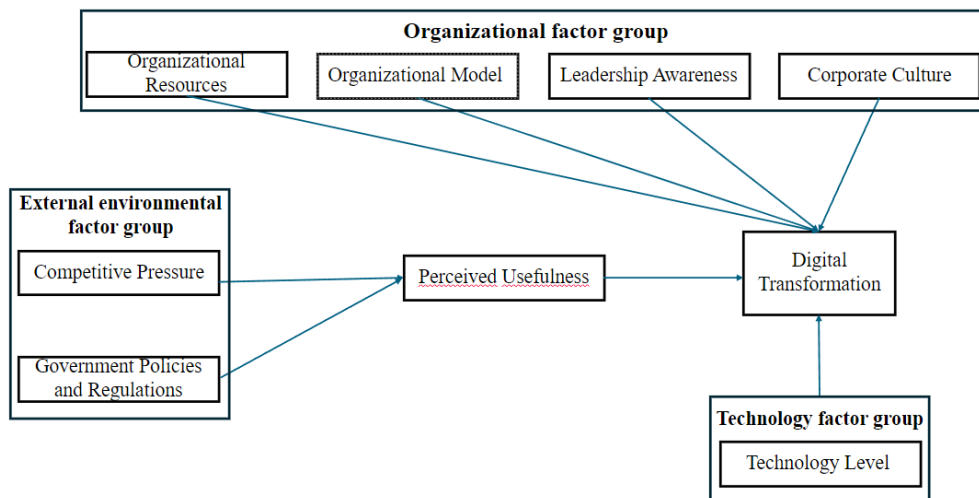 Organizational factor group
Organizational
Resources
Organizational Model
Leadership Awareness
Corporate Culture
External environmental
factor group
Competitive Pressure
Government Policies
and Regulations
Perceived Usefulness
Digital
Transformation
Technology factor group
Technology Level